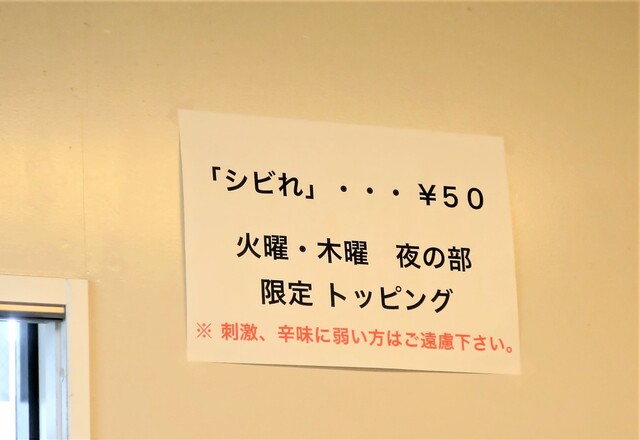 「シビれ」・・・￥５０
火曜・木曜　夜の部
限定 トッピング
※ 刺激、辛味に弱い方はご遠慮下さい。